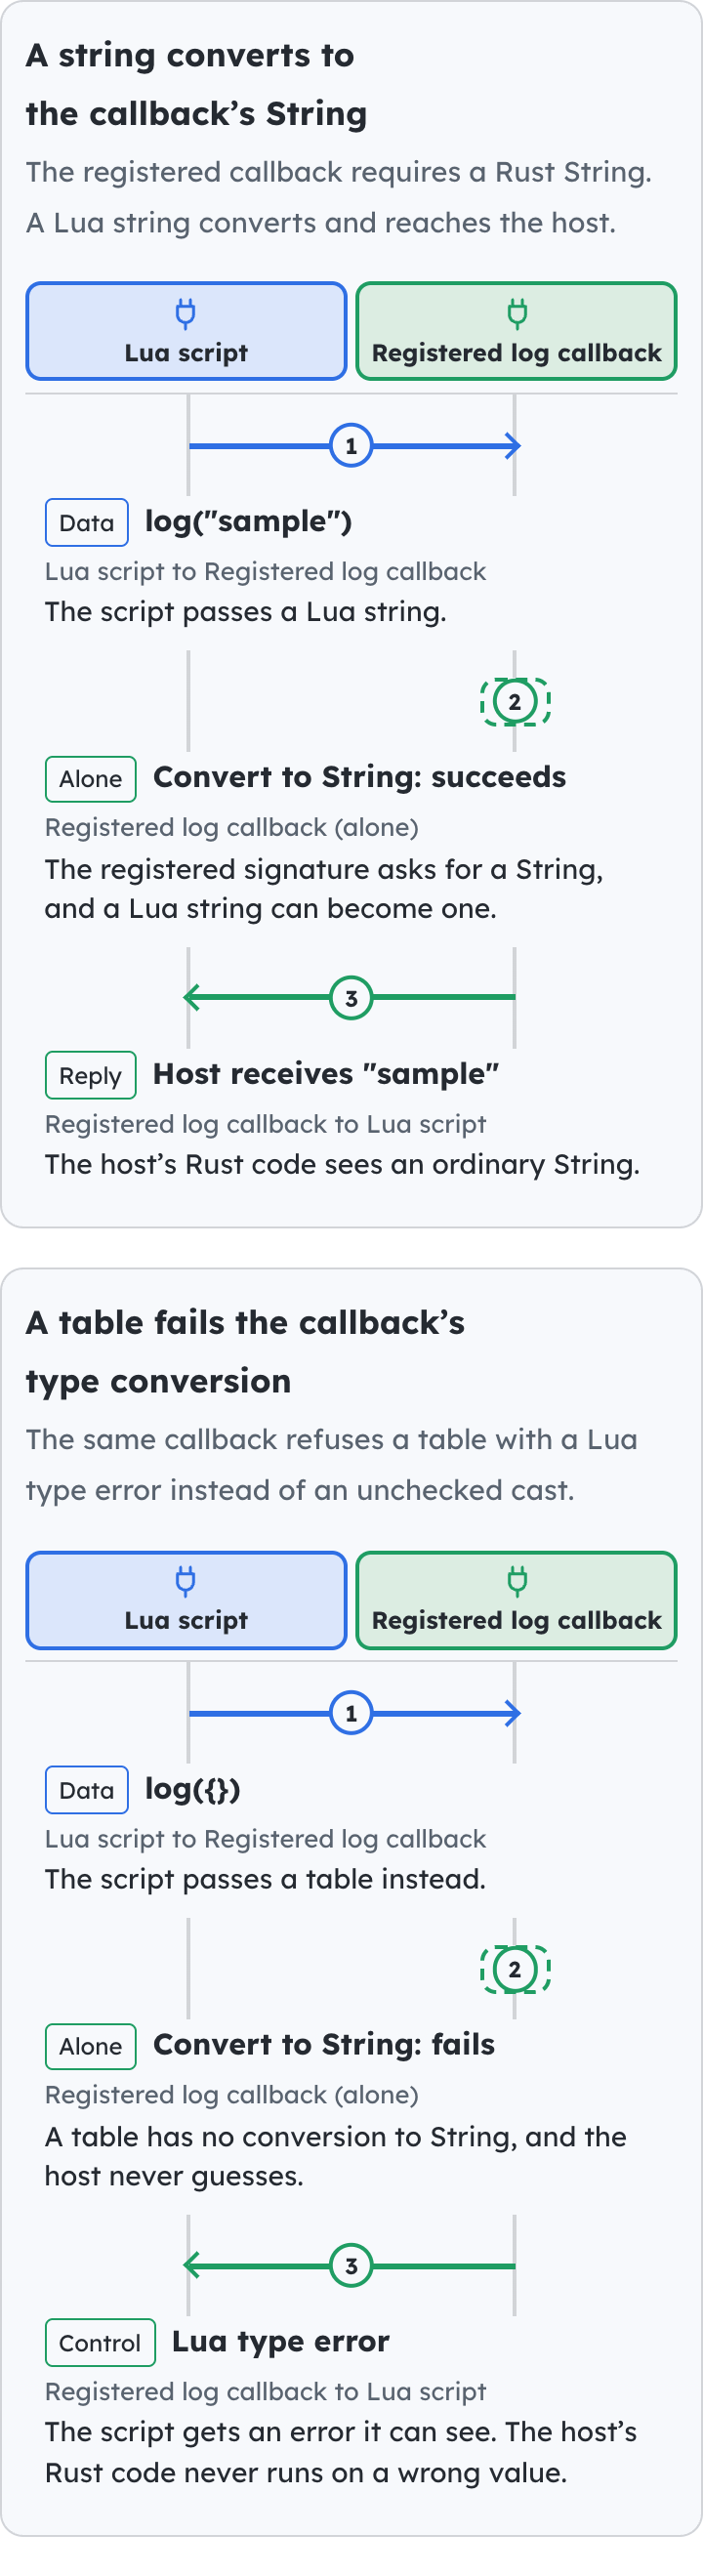 A string converts to
the callback’s String
The registered callback requires a Rust String.
A Lua string converts and reaches the host.
Lua script
Registered log callback
1
Data
log("sample")
Lua script to Registered log callback
The script passes a Lua string.
2
Alone
Convert to String: succeeds
Registered log callback (alone)
The registered signature asks for a String,
and a Lua string can become one.
3
Reply
Host receives "sample"
Registered log callback to Lua script
The host’s Rust code sees an ordinary String.
A table fails the callback’s
type conversion
The same callback refuses a table with a Lua
type error instead of an unchecked cast.
Lua script
Registered log callback
1
Data
log({})
Lua script to Registered log callback
The script passes a table instead.
2
Alone
Convert to String: fails
Registered log callback (alone)
A table has no conversion to String, and the
host never guesses.
3
Control
Lua type error
Registered log callback to Lua script
The script gets an error it can see. The host’s
Rust code never runs on a wrong value.